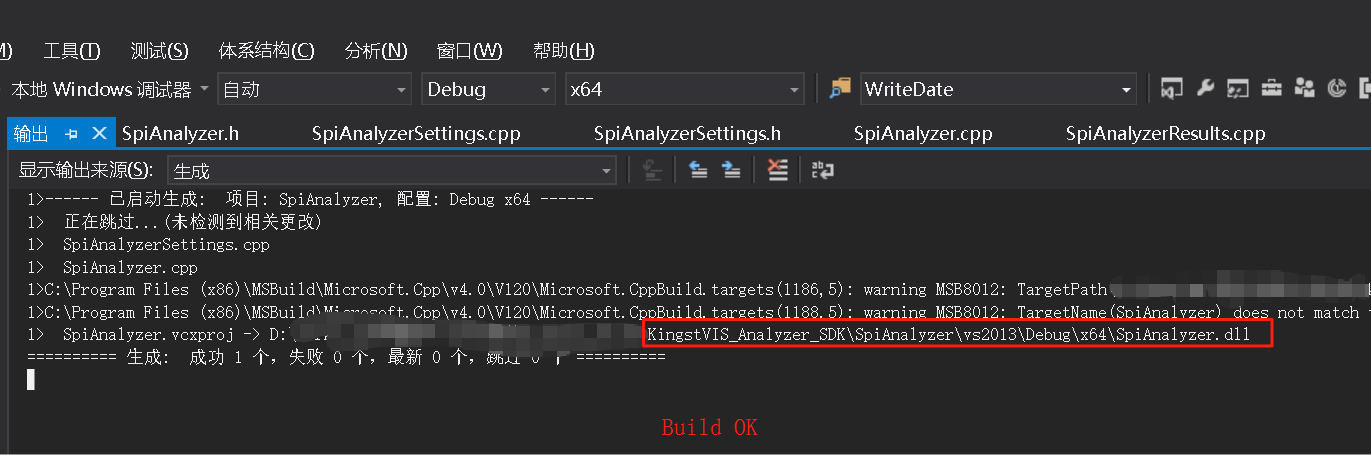 工具(T) 测试(S) 体系结构(C) 分析(N) 窗口(W) 帮助(H)
本地 Windows 调试器 自动 Debug x64 WriteDate
输出 SpiAnalyzer.h SpiAnalyzerSettings.cpp SpiAnalyzerSettings.h SpiAnalyzer.cpp SpiAnalyzerResults.cpp
显示输出来源(S): 生成
1>------ 已启动生成: 项目: SpiAnalyzer, 配置: Debug x64 ------
1> 正在跳过...(未检测到相关更改)
1> SpiAnalyzerSettings.cpp
1> SpiAnalyzer.cpp
1>C:\Program Files (x86)\MSBuild\Microsoft.Cpp\v4.0\V120\Microsoft.CppBuild.targets(1186,5): warning MSB8012: TargetPath(
1>C:\Program Files (x86)\MSBuild\Microsoft.Cpp\v4.0\V120\Microsoft.CppBuild.targets(1188,5): warning MSB8012: TargetName(SpiAnalyzer) does not match
1> SpiAnalyzer.vcxproj -> D:\ KingstVIS_Analyzer_SDK\SpiAnalyzer\vs2013\Debug\x64\SpiAnalyzer.dll
========== 生成: 成功 1 个，失败 0 个，最新 0 个，跳过 0 个 ==========
Build OK